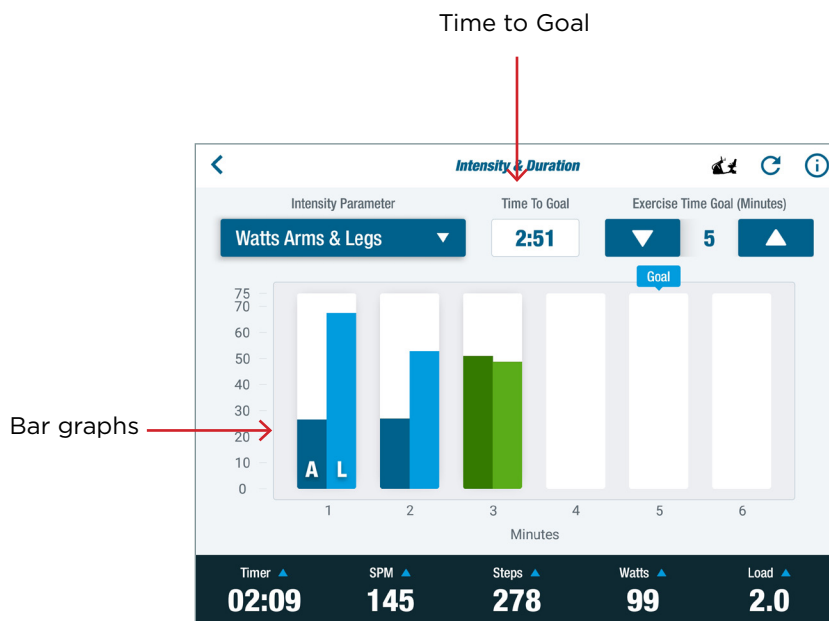 Time to Goal
Intensity & Duration
Intensity Parameter
Time To Goal
Exercise Time Goal (Minutes)
Watts Arms & Legs
2:51
5
Goal
75
70
60
50
40
30
20
10
0
Bar graphs
A L
1 2 3 4 5 6
Minutes
Timer SPM Steps Watts Load
02:09 145 278 99 2.0